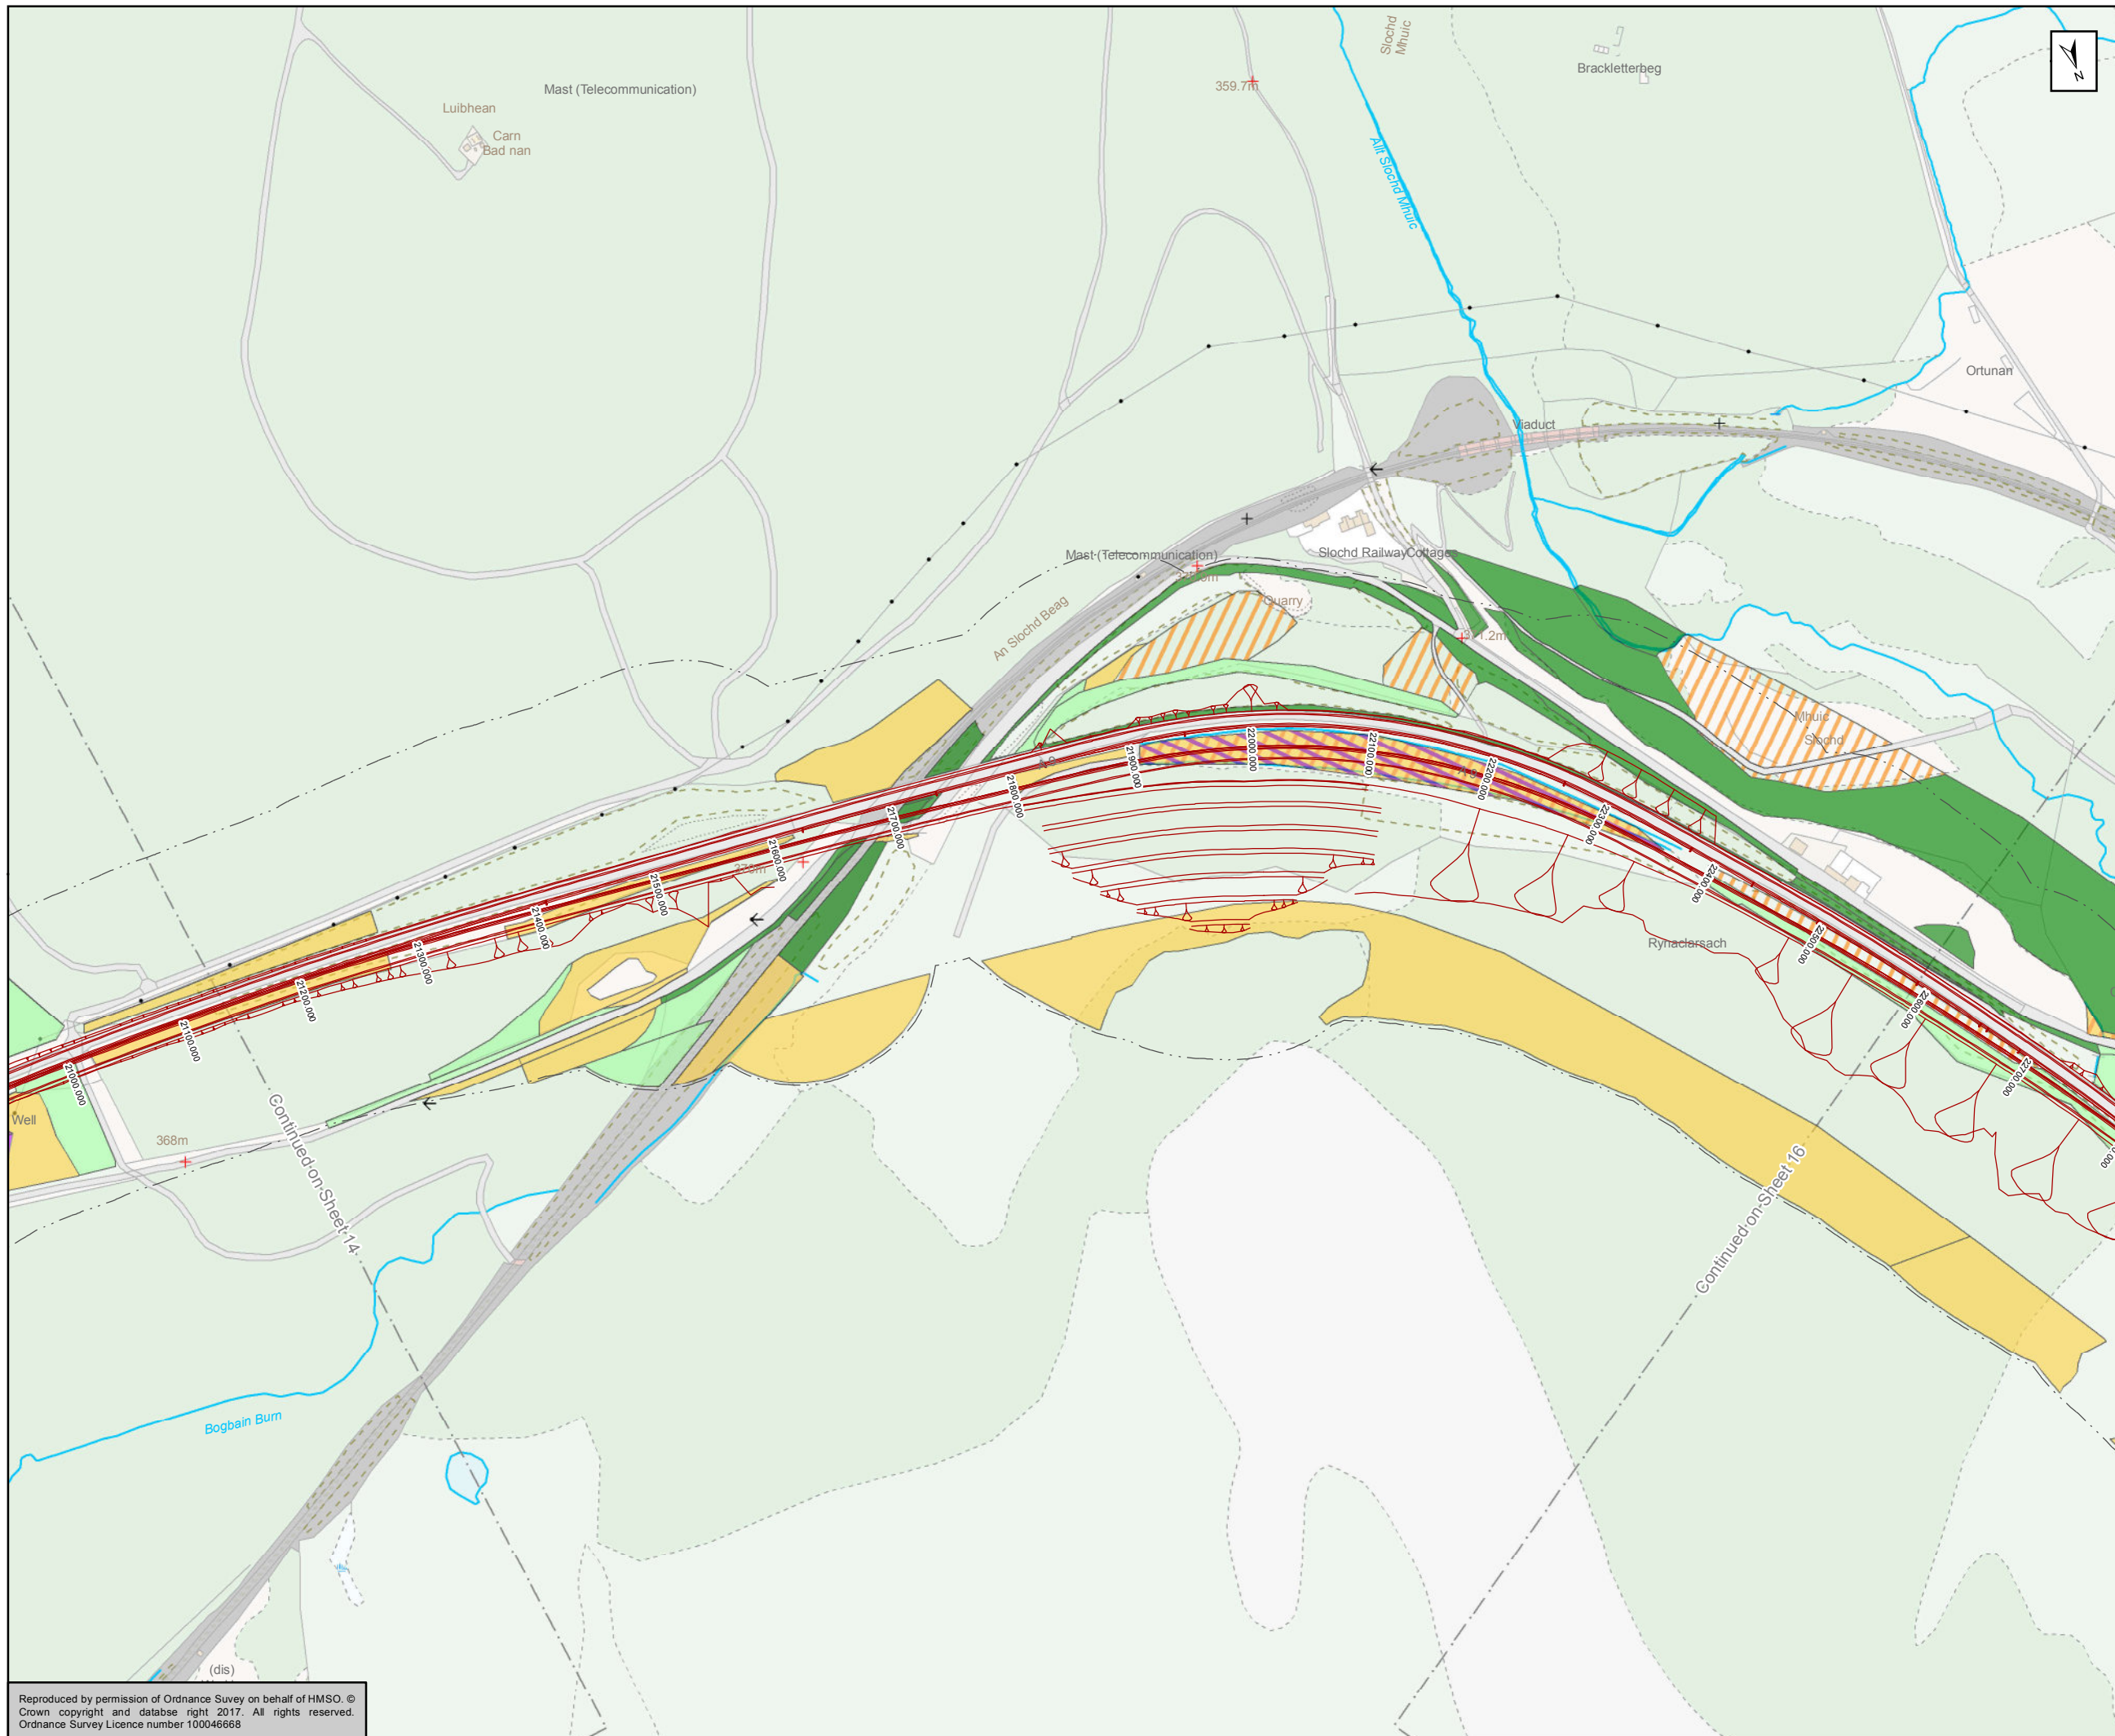 Slochd
Mhuic
Brackletterbeg
N
Mast (Telecommunication)
359.7m
Luibhean
Carn
Bad nan
Allt Slochd Mhuic
Ortunan
Viaduct
Mast (Telecommunication)
Slochd Railway Cottages
Quarry
An Slochd Beag
Mhuic
Slochd
21900.000
22000.000
22100.000
22200.000
21800.000
21700.000
22300.000
21600.000
22400.000
21500.000
21400.000
22500.000
Rynaclarsach
21300.000
21200.000
22600.000
21100.000
22700.000
21000.000
Well
368m
Continued on Sheet 14
Continued on Sheet 16
Bogbain Burn
(dis)
Reproduced by permission of Ordnance Suvey on behalf of HMSO. ©
Crown copyright and databse right 2017. All rights reserved.
Ordnance Survey Licence number 100046668